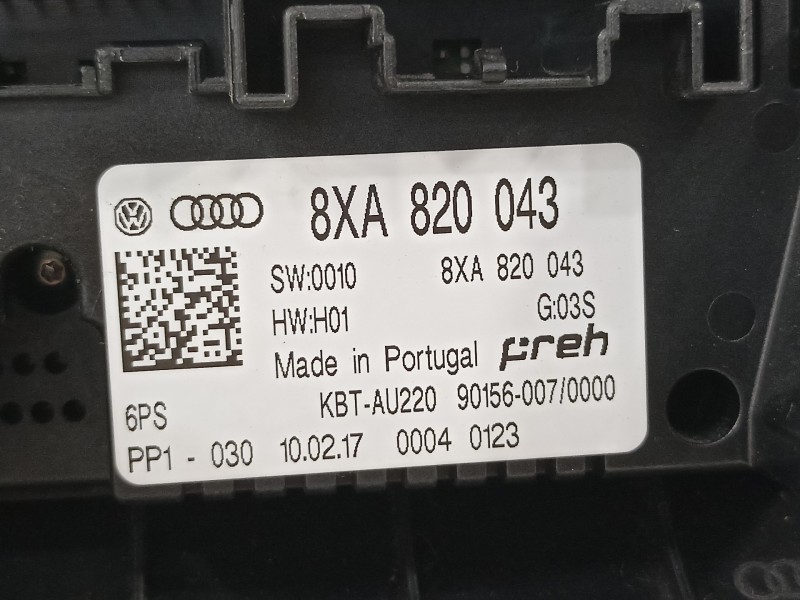 8XA 820 043
SW:0010 8XA 820 043
HW:H01 G:03S
Made in Portugal preh
KBT-AU220 90156-007/0000
6PS
PP1 - 030 10.02.17 0004 0123